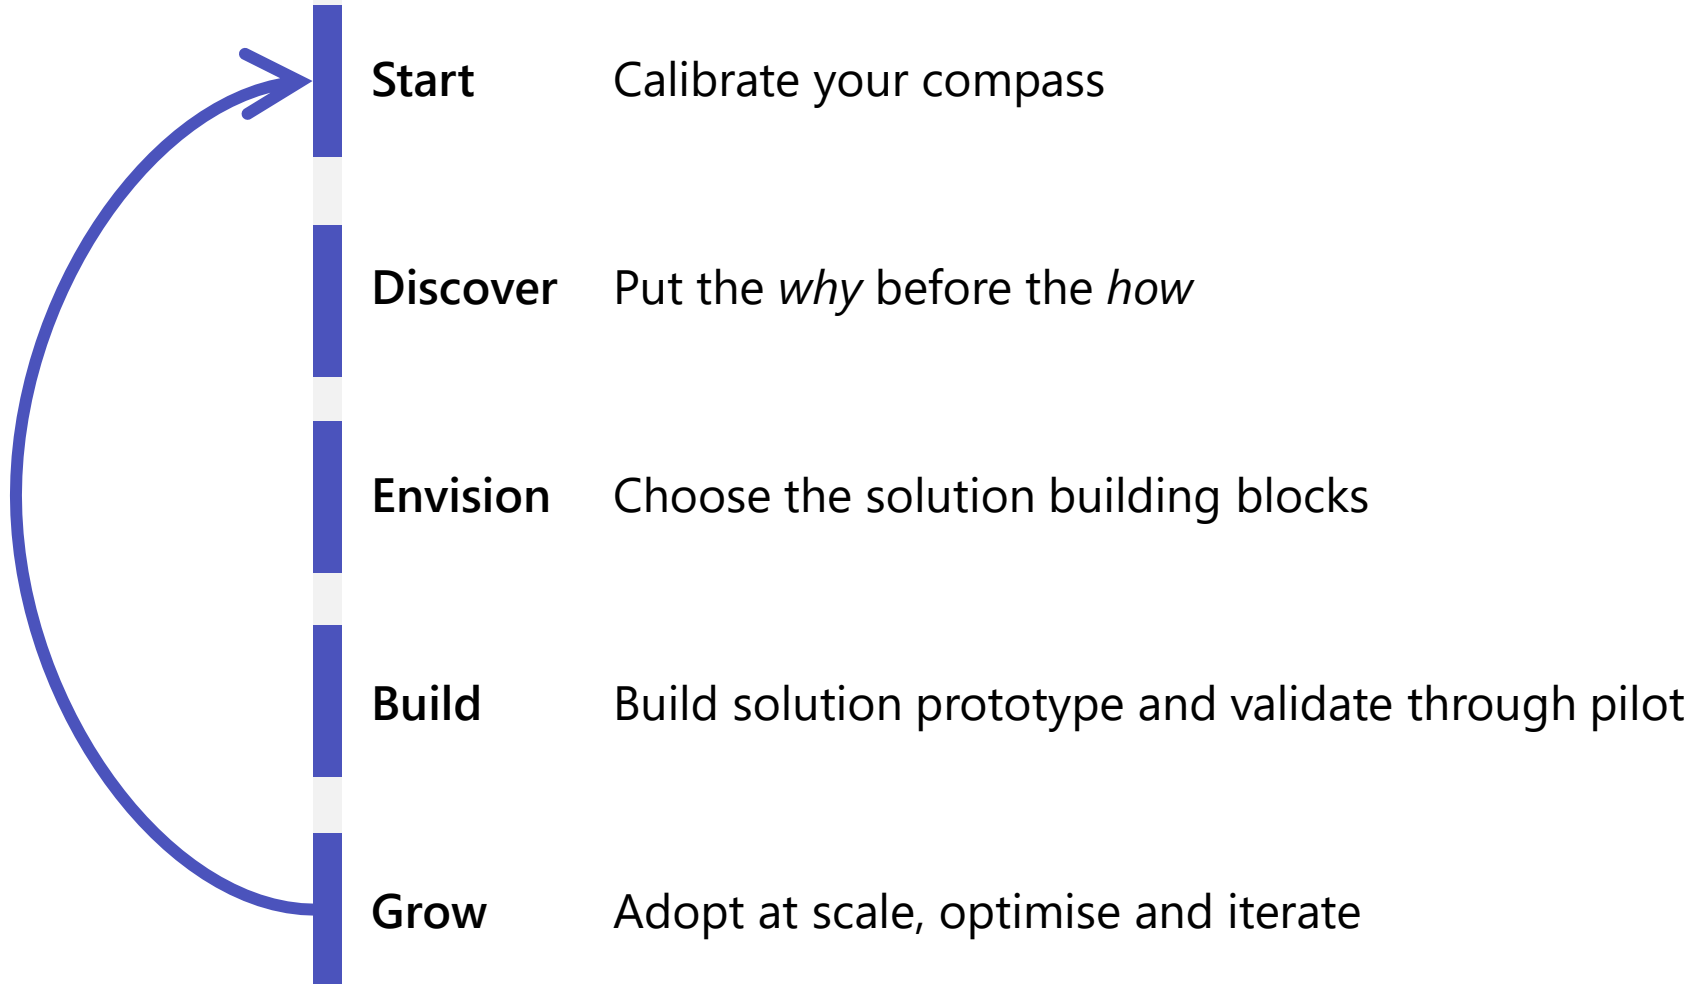 Start Calibrate your compass
Discover Put the why before the how
Envision Choose the solution building blocks
Build Build solution prototype and validate through pilot
Grow Adopt at scale, optimise and iterate